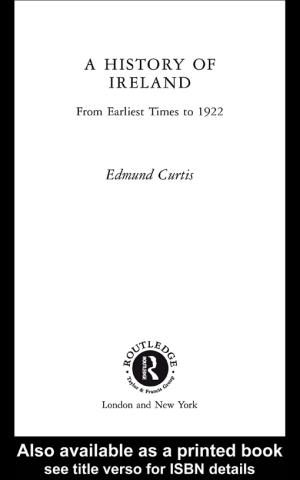 A HISTORY OF
IRELAND
From Earliest Times to 1922
Edmund Curtis
ROUTLEDGE
ROUTLEDGE
Taylor & Francis Group
London and New York
Also available as a printed book
see title verso for ISBN details